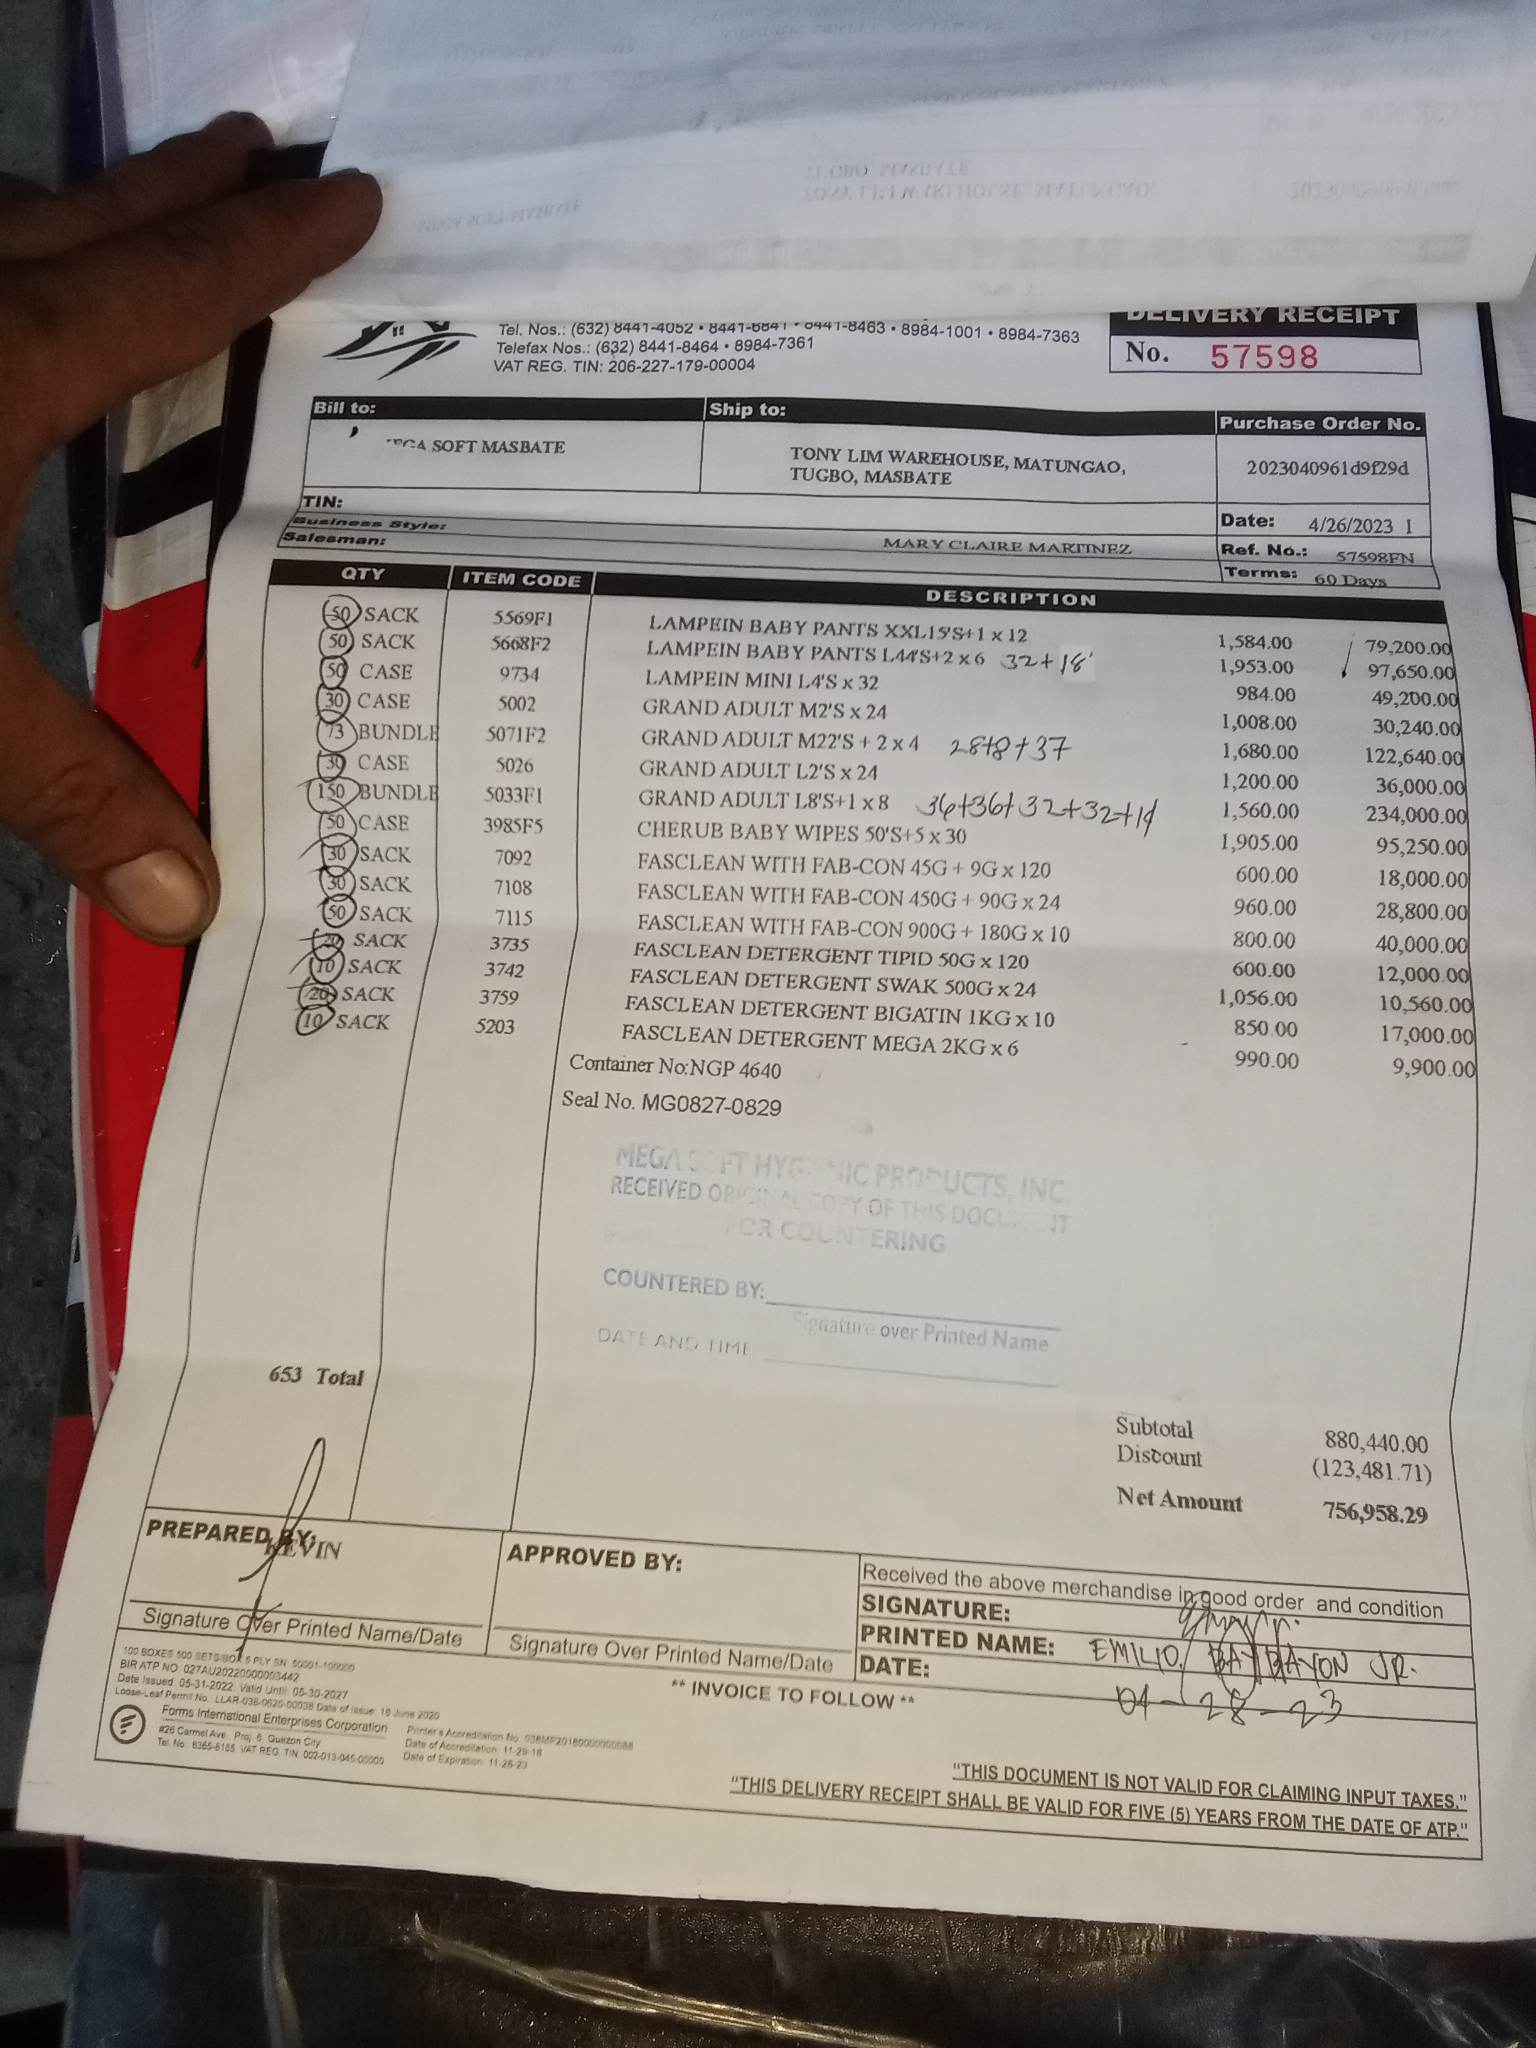 Tel. Nos.: (632) 8441-4052 • 8441-6841 • 8441-8463 • 8984-1001 • 8984-7363
Telefax Nos.: (632) 8441-8464 • 8984-7361
VAT REG. TIN: 206-227-179-00004
DELIVERY RECEIPT
No. 57598
Bill to: Ship to: Purchase Order No.
SOFT MASBATE
TONY LIM WAREHOUSE, MATUNGAO,
TUGBO, MASBATE
2023040961d9f29d
TIN:
Date: 4/26/2023 1
Business Style:
Salesman: MARY CLAIRE MARTINEZ
Ref. No.: 57598FN
Terms: 60 Days
QTY ITEM CODE DESCRIPTION
50 SACK 5569F1 LAMPEIN BABY PANTS XXL15'S+1 x 12 1,584.00 79,200.00
50 SACK 5668F2 LAMPEIN BABY PANTS L44'S+2 x 6 32+18 1,953.00 97,650.00
50 CASE 9734 LAMPEIN MINI L4'S x 32 984.00 49,200.00
30 CASE 5002 GRAND ADULT M2'S x 24 1,008.00 30,240.00
73 BUNDLE 5071F2 GRAND ADULT M22'S + 2 x 4 28+8+37 1,680.00 122,640.00
30 CASE 5026 GRAND ADULT L2'S x 24 1,200.00 36,000.00
150 BUNDLE 5033F1 GRAND ADULT L8'S+1 x 8 36+36+32+32+14 1,560.00 234,000.00
50 CASE 3985F5 CHERUB BABY WIPES 50'S+5 x 30 1,905.00 95,250.00
30 SACK 7092 FASCLEAN WITH FAB-CON 45G + 9G x 120 600.00 18,000.00
30 SACK 7108 FASCLEAN WITH FAB-CON 450G + 90G x 24 960.00 28,800.00
50 SACK 7115 FASCLEAN WITH FAB-CON 900G + 180G x 10 800.00 40,000.00
20 SACK 3735 FASCLEAN DETERGENT TIPID 50G x 120 600.00 12,000.00
10 SACK 3742 FASCLEAN DETERGENT SWAK 500G x 24 1,056.00 10,560.00
20 SACK 3759 FASCLEAN DETERGENT BIGATIN 1KG x 10 850.00 17,000.00
10 SACK 5203 FASCLEAN DETERGENT MEGA 2KG x 6 990.00 9,900.00
Container No:NGP 4640
Seal No. MG0827-0829
MEGA SOFT HYGIENIC PRODUCTS, INC.
RECEIVED ORIGINAL COPY OF THIS DOCUMENT
FOR COUNTERING
COUNTERED BY:
Signature over Printed Name
DATE AND TIME
653 Total
Subtotal 880,440.00
Discount (123,481.71)
Net Amount 756,958.29
PREPARED BY:
KEVIN
Signature Over Printed Name/Date
APPROVED BY:
Signature Over Printed Name/Date
Received the above merchandise in good order and condition
SIGNATURE:
PRINTED NAME: EMILIO BAYBAYON JR.
DATE: 04-28-23
** INVOICE TO FOLLOW **
100 BOXES 500 SETS/BOX 5 PLY SN: 50001-100000
BIR ATP NO. 027AU20220000003442
Date Issued: 05-31-2022 Valid Until: 05-30-2027
Loose-Leaf Permit No. LLAR-038-0620-00038 Date of Issue: 16 June 2020
Forms International Enterprises Corporation
#26 Carmel Ave. Proj. 6, Quezon City
Tel. No. 8365-8155 VAT REG. TIN 002-013-045-00000
Printer's Accreditation No.
Date of Accreditation: 11-29-18
Date of Expiration: 11-28-23
"THIS DOCUMENT IS NOT VALID FOR CLAIMING INPUT TAXES."
"THIS DELIVERY RECEIPT SHALL BE VALID FOR FIVE (5) YEARS FROM THE DATE OF ATP."